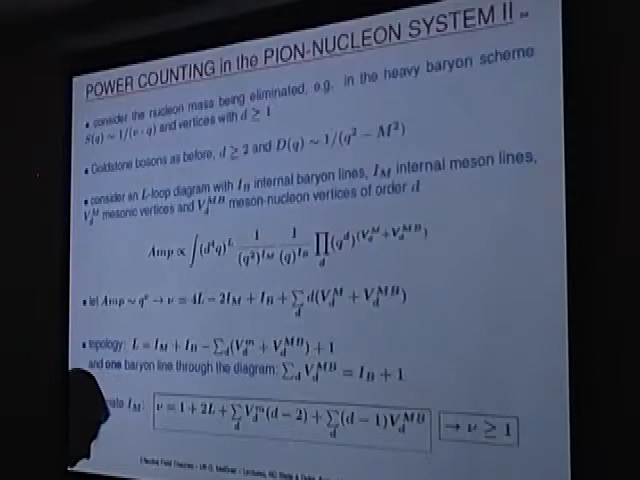 POWER COUNTING in the PION-NUCLEON SYSTEM II
• consider the nucleon mass being eliminated, e.g. in the heavy baryon scheme
S(q) ~ 1/(v · q) and vertices with d ≥ 1
• Goldstone bosons as before, d ≥ 2 and D(q) ~ 1/(q² − M²)
• consider an L-loop diagram with I_B internal baryon lines, I_M internal meson lines,
V_d^M mesonic vertices and V_d^{MB} meson-nucleon vertices of order d
Amp ∝ ∫(d⁴q)^L 1/(q²)^{I_M} 1/(q)^{I_B} ∏_d (q^d)^{(V_d^M + V_d^{MB})}
• let Amp ~ q^ν → ν = 4L − 2I_M − I_B + Σ_d d(V_d^M + V_d^{MB})
• topology: L = I_M + I_B − Σ_d(V_d^m + V_d^{MB}) + 1
and one baryon line through the diagram: Σ_d V_d^{MB} = I_B + 1
I_M: ν = 1 + 2L + Σ_d V_d^m(d − 2) + Σ_d(d − 1)V_d^{MB} → ν ≥ 1